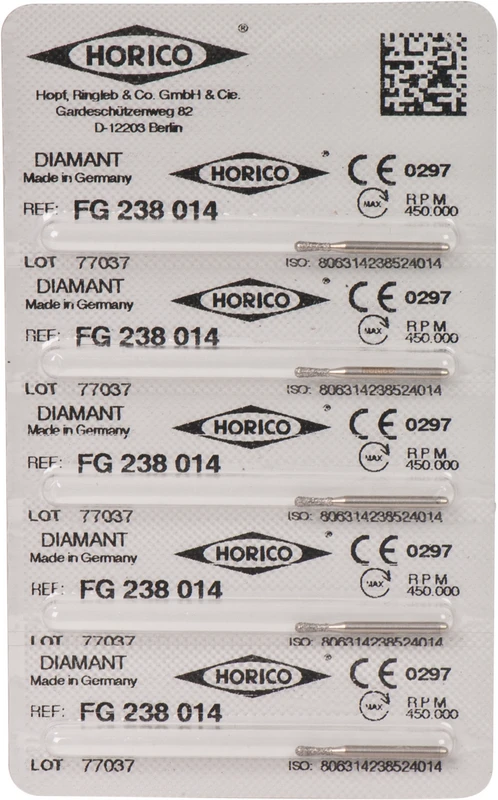 HORICO ®
Hopf, Ringleb & Co. GmbH & Cie.
Gardeschützenweg 82
D-12203 Berlin
DIAMANT
Made in Germany
HORICO ®
CE 0297
REF: FG 238 014
MAX RPM
450.000
LOT 77037 ISO: 806314238524014
DIAMANT
Made in Germany
HORICO ®
CE 0297
REF: FG 238 014
MAX RPM
450.000
LOT 77037 ISO: 806314238524014
DIAMANT
Made in Germany
HORICO ®
CE 0297
REF: FG 238 014
MAX RPM
450.000
LOT 77037 ISO: 806314238524014
DIAMANT
Made in Germany
HORICO ®
CE 0297
REF: FG 238 014
MAX RPM
450.000
LOT 77037 ISO: 806314238524014
DIAMANT
Made in Germany
HORICO ®
CE 0297
REF: FG 238 014
MAX RPM
450.000
LOT 77037 ISO: 806314238524014